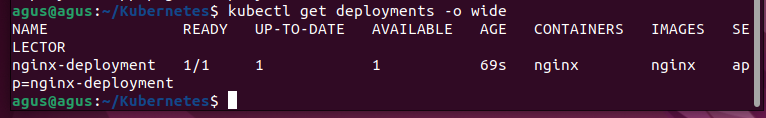 agus@agus:~/Kubernetes$ kubectl get deployments -o wide
NAME                READY   UP-TO-DATE   AVAILABLE   AGE   CONTAINERS   IMAGES   SE
LECTOR
nginx-deployment   1/1     1            1           69s   nginx        nginx    ap
p=nginx-deployment
agus@agus:~/Kubernetes$